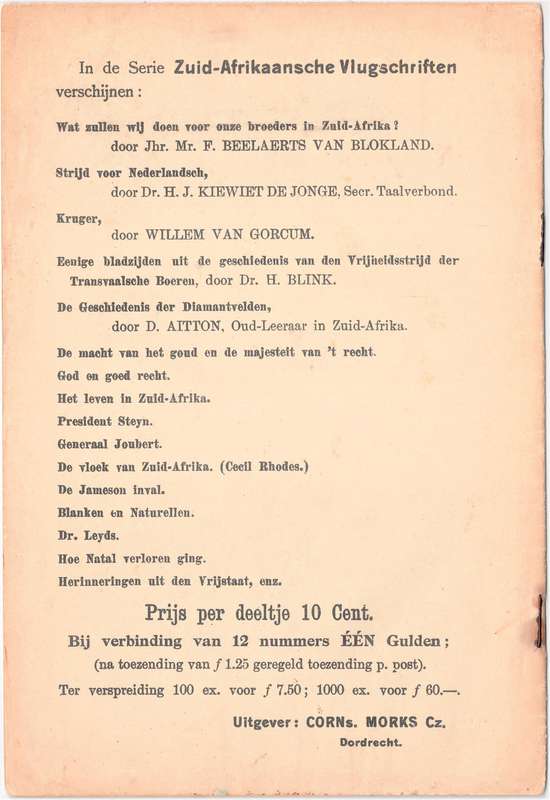 In de Serie Zuid-Afrikaansche Vlugschriften
verschijnen :
Wat zullen wij doen voor onze broeders in Zuid-Afrika?
door Jhr. Mr. F. BEELAERTS VAN BLOKLAND.
Strijd voor Nederlandsch,
door Dr. H. J. KIEWIET DE JONGE, Secr. Taalverbond.
Kruger,
door WILLEM VAN GORCUM.
Eenige bladzijden uit de geschiedenis van den Vrijheidsstrijd der
Transvaalsche Boeren, door Dr. H. BLINK.
De Geschiedenis der Diamantvelden,
door D. AITTON, Oud-Leeraar in Zuid-Afrika.
De macht van het goud en de majesteit van 't recht.
God en goed recht.
Het leven in Zuid-Afrika.
President Steyn.
Generaal Joubert.
De vloek van Zuid-Afrika. (Cecil Rhodes.)
De Jameson inval.
Blanken en Naturellen.
Dr. Leyds.
Hoe Natal verloren ging.
Herinneringen uit den Vrijstaat, enz.
Prijs per deeltje 10 Cent.
Bij verbinding van 12 nummers ÉÉN Gulden ;
(na toezending van ƒ 1.25 geregeld toezending p. post).
Ter verspreiding 100 ex. voor ƒ 7.50 ; 1000 ex. voor ƒ 60.—.
Uitgever : CORNs. MORKS Cz.
Dordrecht.